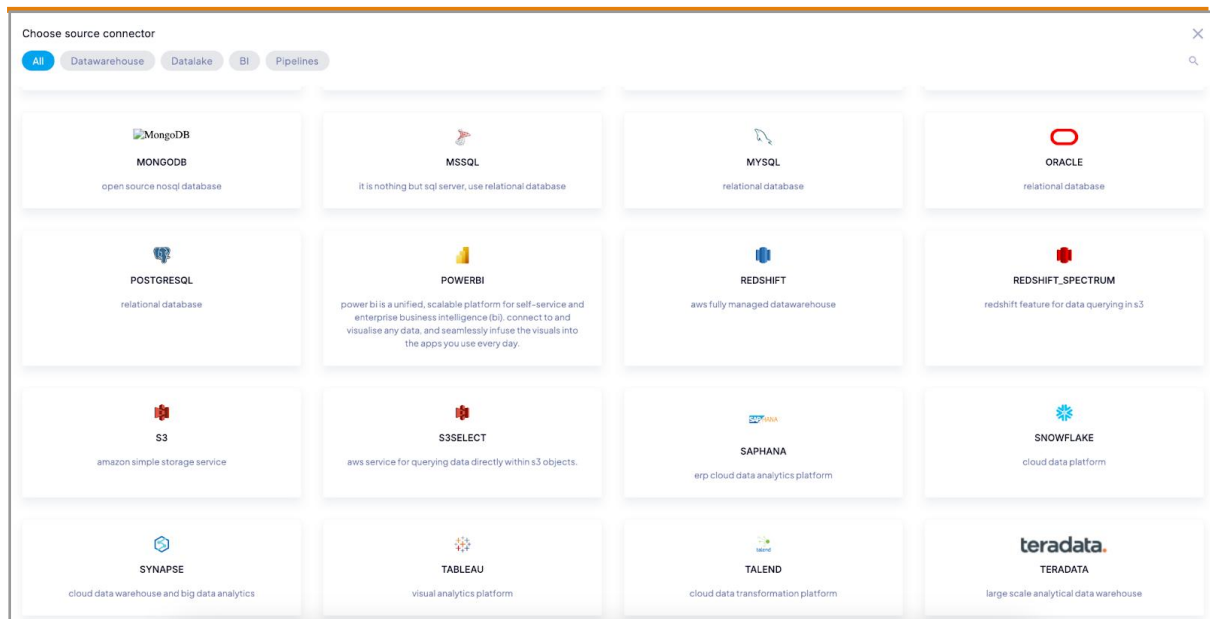 Choose source connector
All Datawarehouse Datalake BI Pipelines
MongoDB
MONGODB
open source nosql database
MSSQL
it is nothing but sql server, use relational database
MYSQL
relational database
ORACLE
relational database
POSTGRESQL
relational database
POWERBI
power bi is a unified, scalable platform for self-service and
enterprise business intelligence (bi). connect to and
visualise any data, and seamlessly infuse the visuals into
the apps you use every day.
REDSHIFT
aws fully managed datawarehouse
REDSHIFT_SPECTRUM
redshift feature for data querying in s3
S3
amazon simple storage service
S3SELECT
aws service for querying data directly within s3 objects.
SAP HANA
SAPHANA
erp cloud data analytics platform
SNOWFLAKE
cloud data platform
SYNAPSE
cloud data warehouse and big data analytics
TABLEAU
visual analytics platform
talend
TALEND
cloud data transformation platform
teradata.
TERADATA
large scale analytical data warehouse